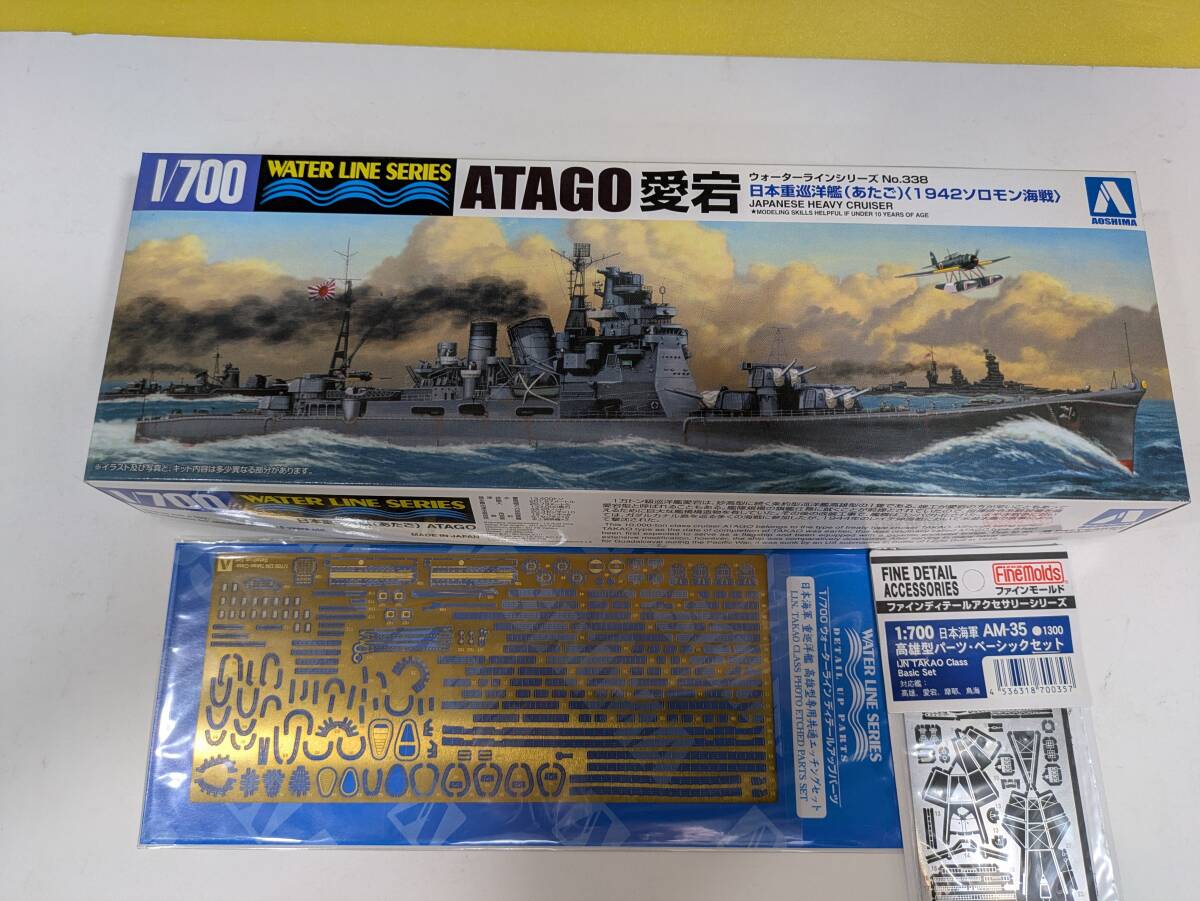 1/700
WATER LINE SERIES
ATAGO 愛宕
ウォーターラインシリーズ No.338
日本重巡洋艦(あたご)〈1942ソロモン海戦〉
JAPANESE HEAVY CRUISER
★MODELING SKILLS HELPFUL IF UNDER 10 YEARS OF AGE
AOSHIMA
※イラスト及び写真と、キット内容は多少異なる部分があります。
1/700
WATER LINE SERIES
(あたご) ATAGO
MADE IN JAPAN
WATER LINE SERIES
DETAIL UP PARTS
1/700 ウォーターラインディテールアップパーツ
日本海軍 重巡洋艦 高雄型専用共通エッチングセット
I.J.N. TAKAO CLASS PHOTO ETCHED PARTS SET
FINE DETAIL
ACCESSORIES
FineMolds
ファインモールド
ファインディテールアクセサリーシリーズ
1:700 日本海軍 AM-35 ●1300
高雄型パーツ・ベーシックセット
IJN TAKAO Class
Basic Set
対応艦:
高雄、愛宕、摩耶、鳥海
4 536318 700357